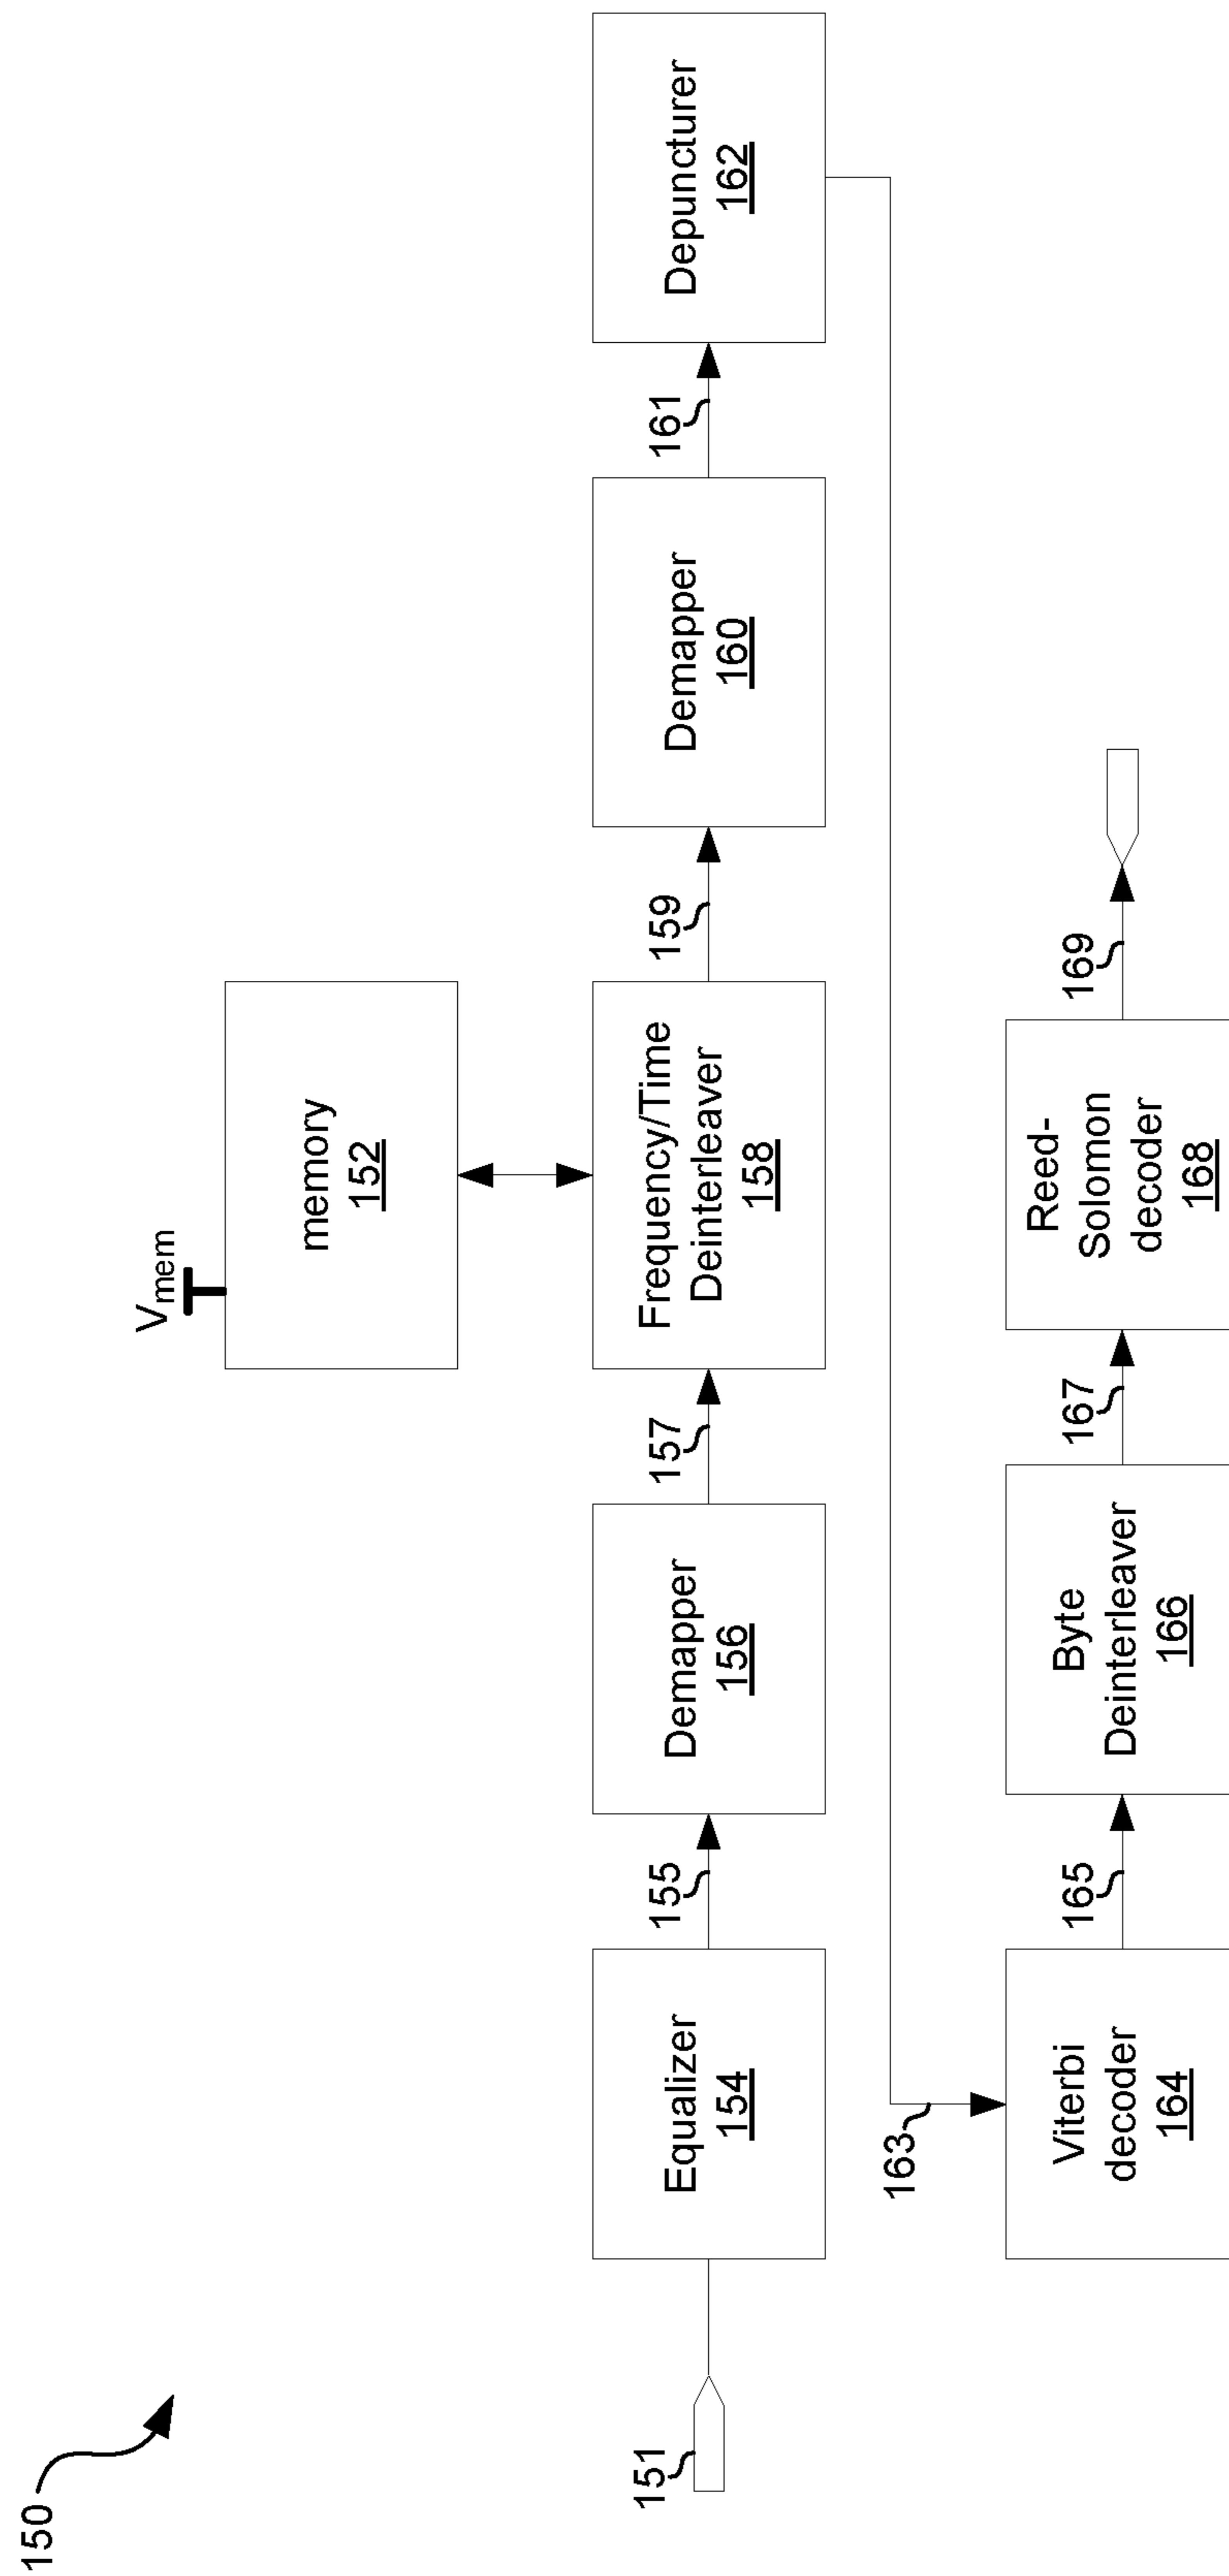 150
V mem
memory
152
151
Equalizer
154
155
Demapper
156
157
Frequency/Time
Deinterleaver
158
159
Demapper
160
161
Depuncturer
162
163
Viterbi
decoder
164
165
Byte
Deinterleaver
166
167
Reed-
Solomon
decoder
168
169